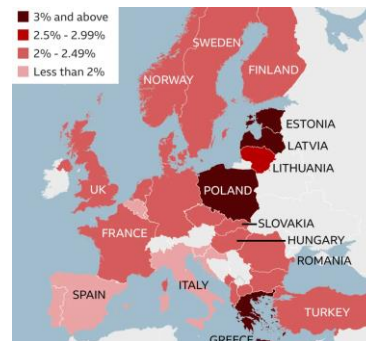 3% and above
2.5% - 2.99%
2% - 2.49%
Less than 2%
SWEDEN
NORWAY
FINLAND
ESTONIA
LATVIA
LITHUANIA
UK
POLAND
SLOVAKIA
FRANCE
HUNGARY
ROMANIA
SPAIN
ITALY
TURKEY
GREECE